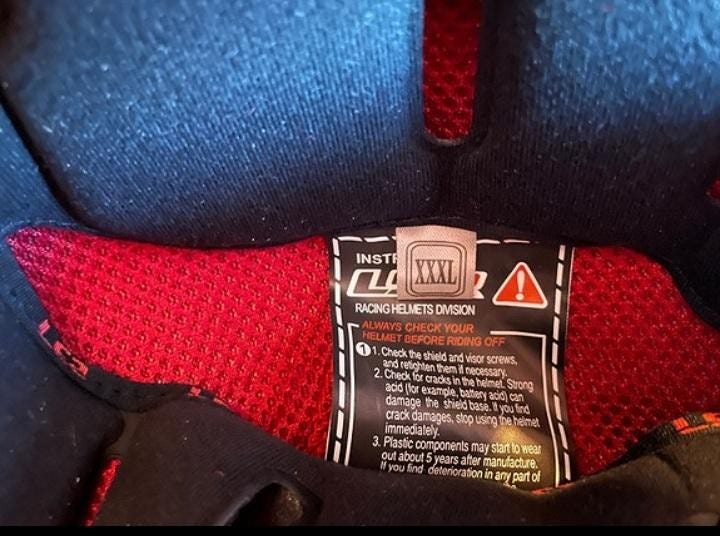 XXXL
INSTR
RACING HELMETS DIVISION
ALWAYS CHECK YOUR
HELMET BEFORE RIDING OFF
1 1. Check the shield and visor screws,
and retighten them if necessary.
2. Check for cracks in the helmet. Strong
acid (for example, battery acid) can
damage the shield base. If you find
crack damages, stop using the helmet
immediately.
3. Plastic components may start to wear
out about 5 years after manufacture.
If you find deterioration in any part of